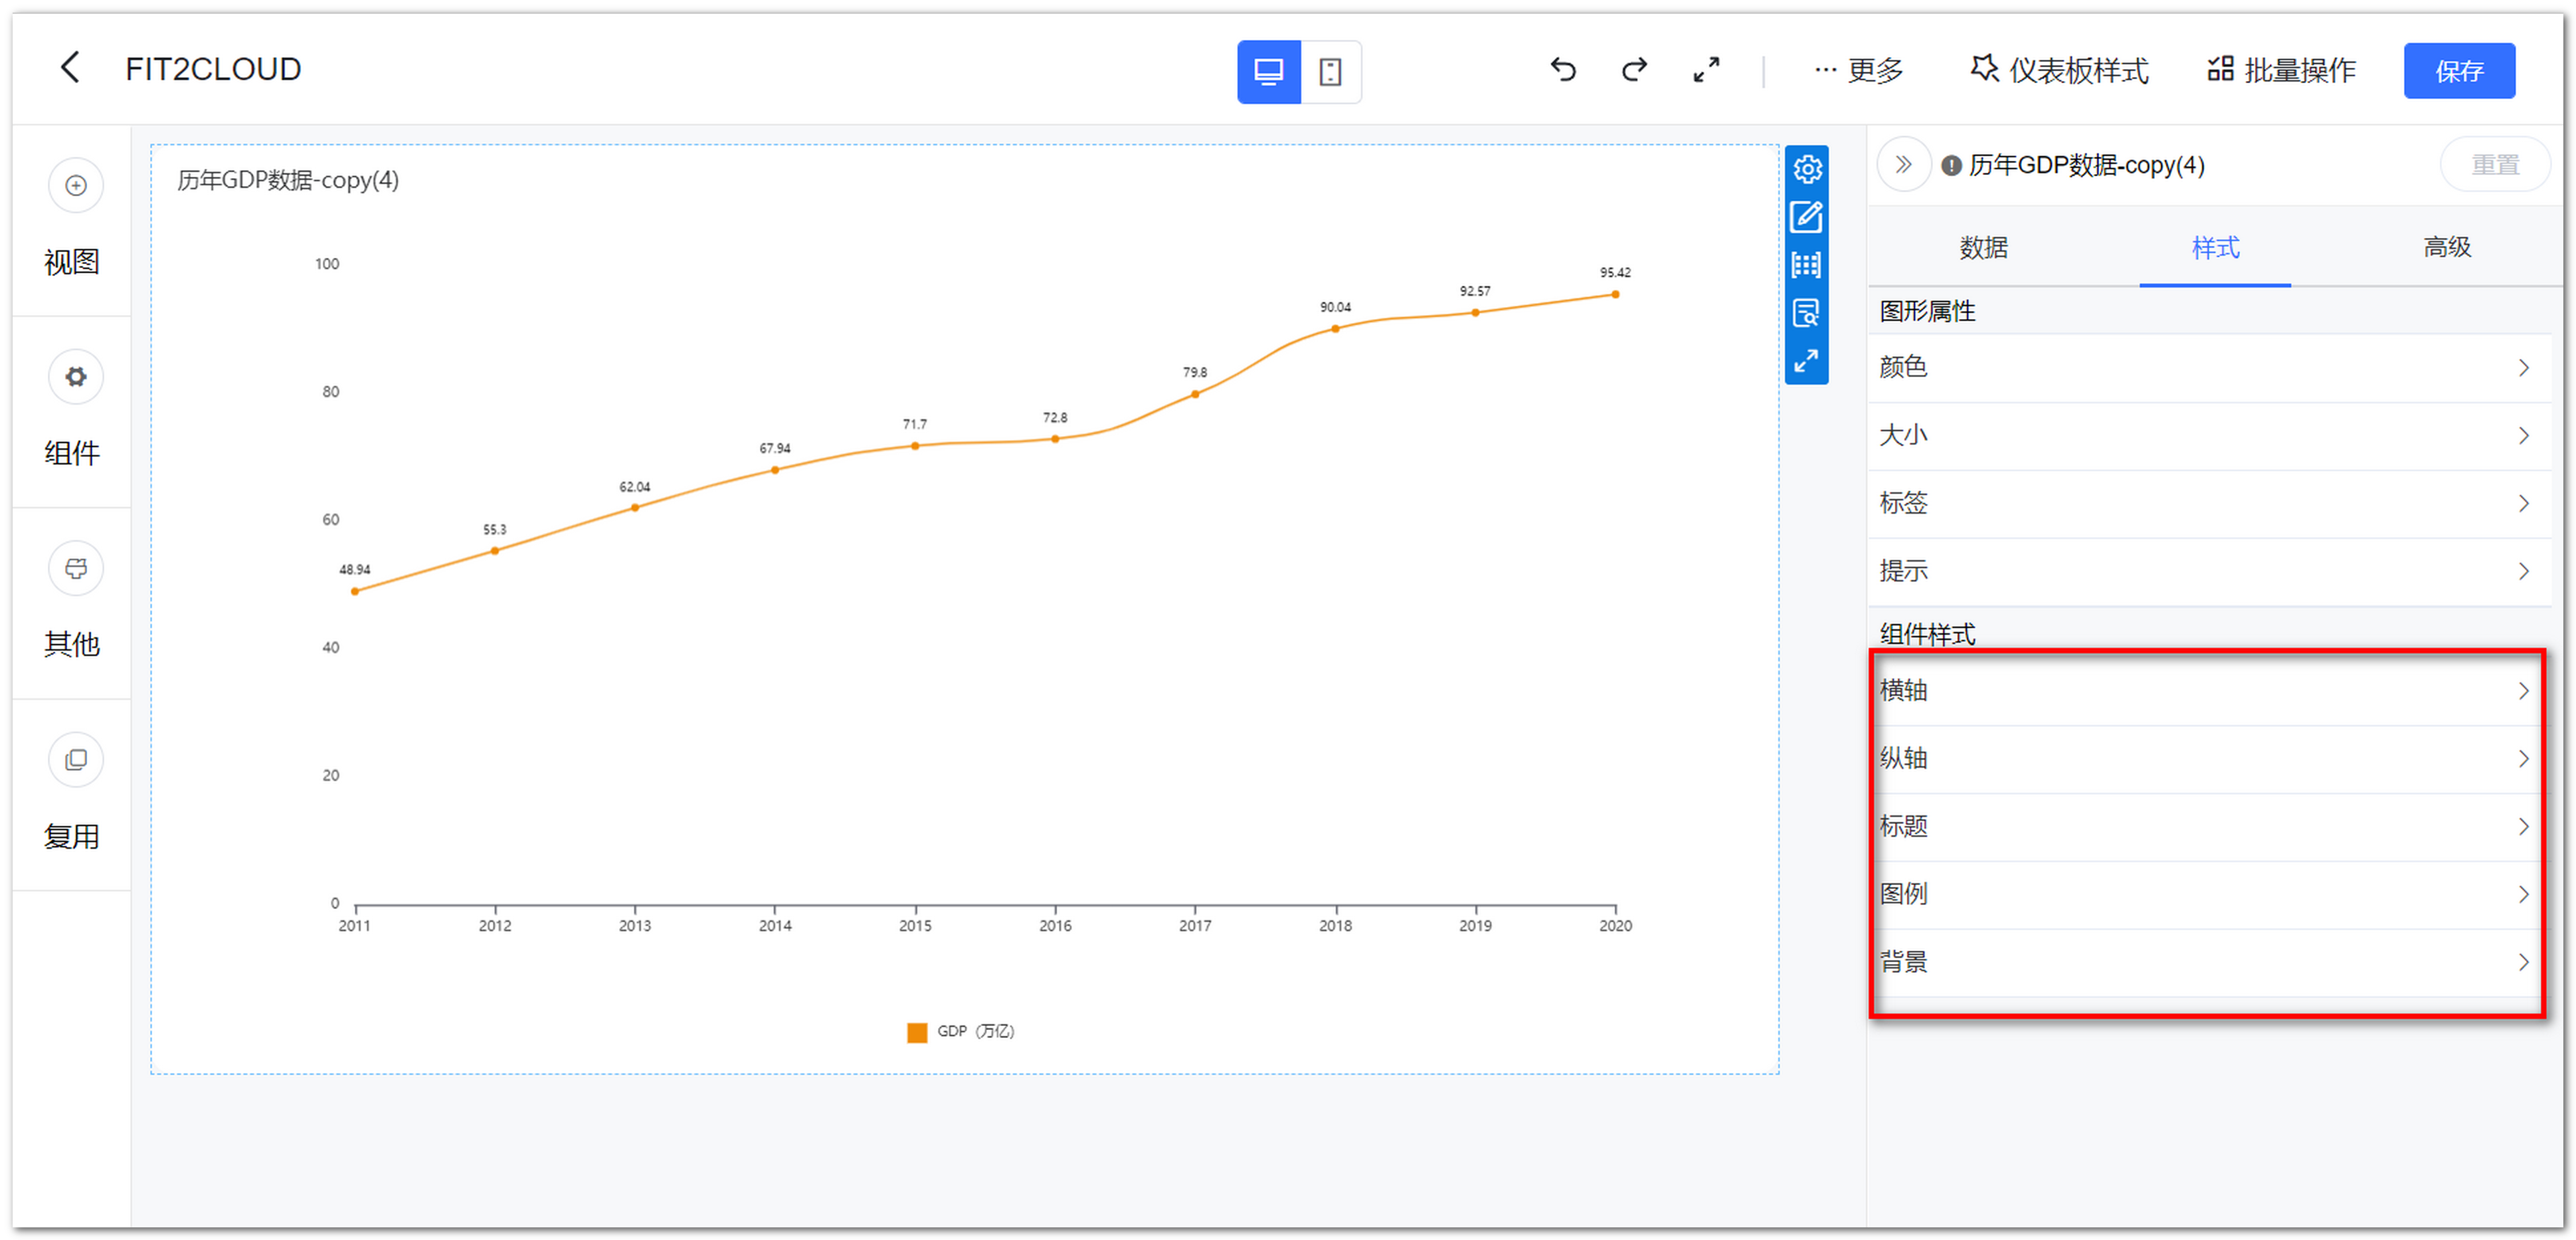 FIT2CLOUD
··· 更多
仪表板样式
批量操作
保存
视图
组件
其他
复用
历年GDP数据-copy(4)
100
80
60
40
20
0
48.94
55.3
62.04
67.94
71.7
72.8
79.8
90.04
92.57
95.42
2011 2012 2013 2014 2015 2016 2017 2018 2019 2020
GDP（万亿）
历年GDP数据-copy(4)
重置
数据 样式 高级
图形属性
颜色
大小
标签
提示
组件样式
横轴
纵轴
标题
图例
背景